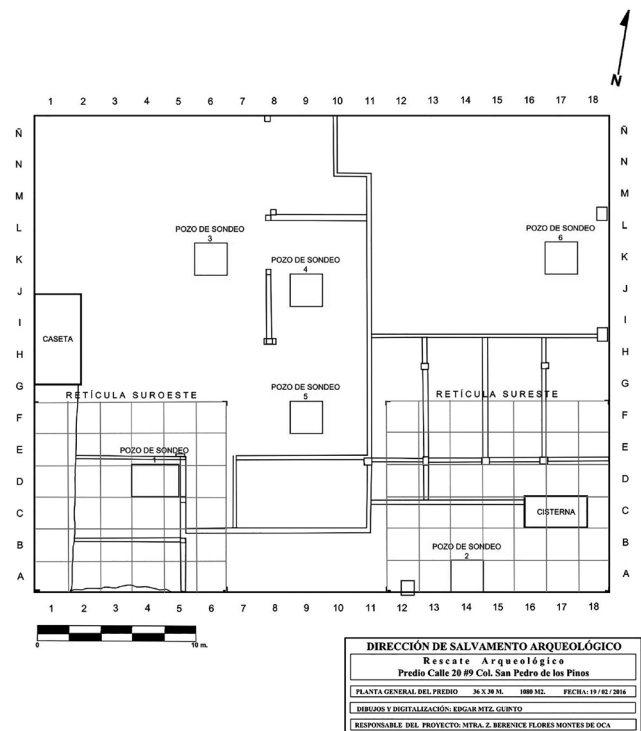 N
1 2 3 4 5 6 7 8 9 10 11 12 13 14 15 16 17 18
Ñ Ñ
N N
M M
L L
POZO DE SONDEO
3
POZO DE SONDEO
6
K K
POZO DE SONDEO
4
J J
I I
CASETA
H H
G G
RETÍCULA SUROESTE
RETÍCULA SURESTE
POZO DE SONDEO
5
F F
E E
POZO DE SONDEO
1
D D
C C
CISTERNA
B B
POZO DE SONDEO
2
A A
1 2 3 4 5 6 7 8 9 10 11 12 13 14 15 16 17 18
0 10 m.
DIRECCIÓN DE SALVAMENTO ARQUEOLÓGICO
Rescate Arqueológico
Predio Calle 20 #9 Col. San Pedro de los Pinos
PLANTA GENERAL DEL PREDIO 36 X 30 M. 1080 M2. FECHA: 19 / 02 / 2016
DIBUJOS Y DIGITALIZACIÓN: EDGAR MTZ. GUINTO
RESPONSABLE DEL PROYECTO: MTRA. Z. BERENICE FLORES MONTES DE OCA